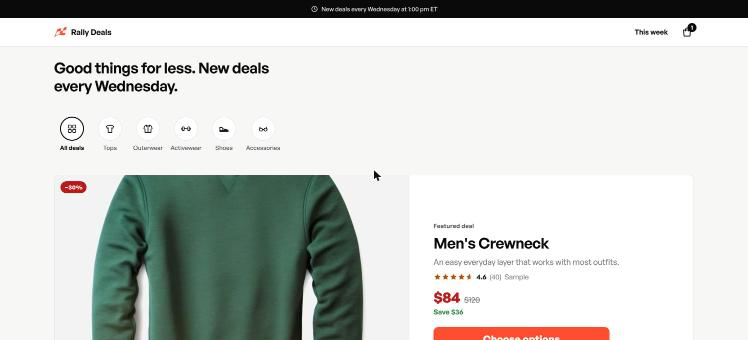 New deals every Wednesday at 1:00 pm ET
Rally Deals
This week
1
Good things for less. New deals
every Wednesday.
All deals
Tops
Outerwear
Activewear
Shoes
Accessories
-30%
Featured deal
Men's Crewneck
An easy everyday layer that works with most outfits.
4.6 (40) Sample
$84 $120
Save $36
Choose options